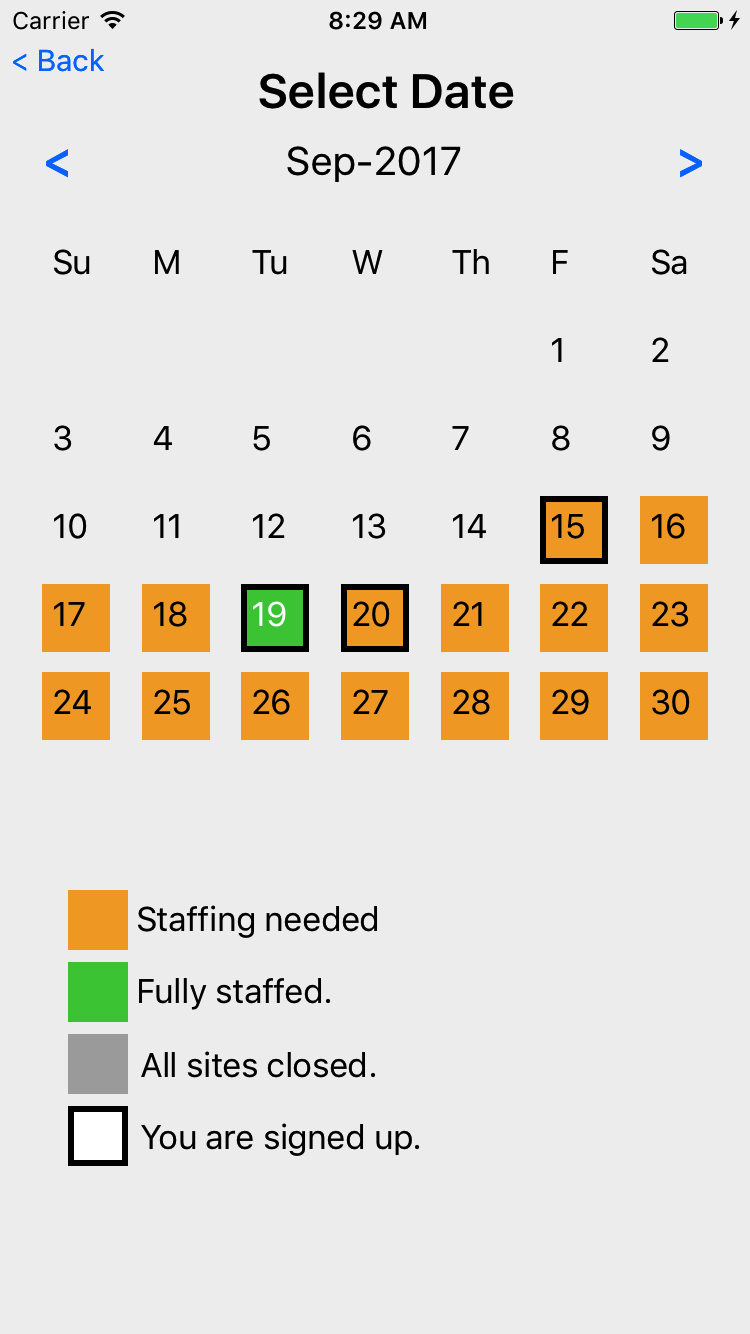 Carrier 8:29 AM
< Back
Select Date
< Sep-2017 >
Su M Tu W Th F Sa
1 2
3 4 5 6 7 8 9
10 11 12 13 14 15 16
17 18 19 20 21 22 23
24 25 26 27 28 29 30
Staffing needed
Fully staffed.
All sites closed.
You are signed up.